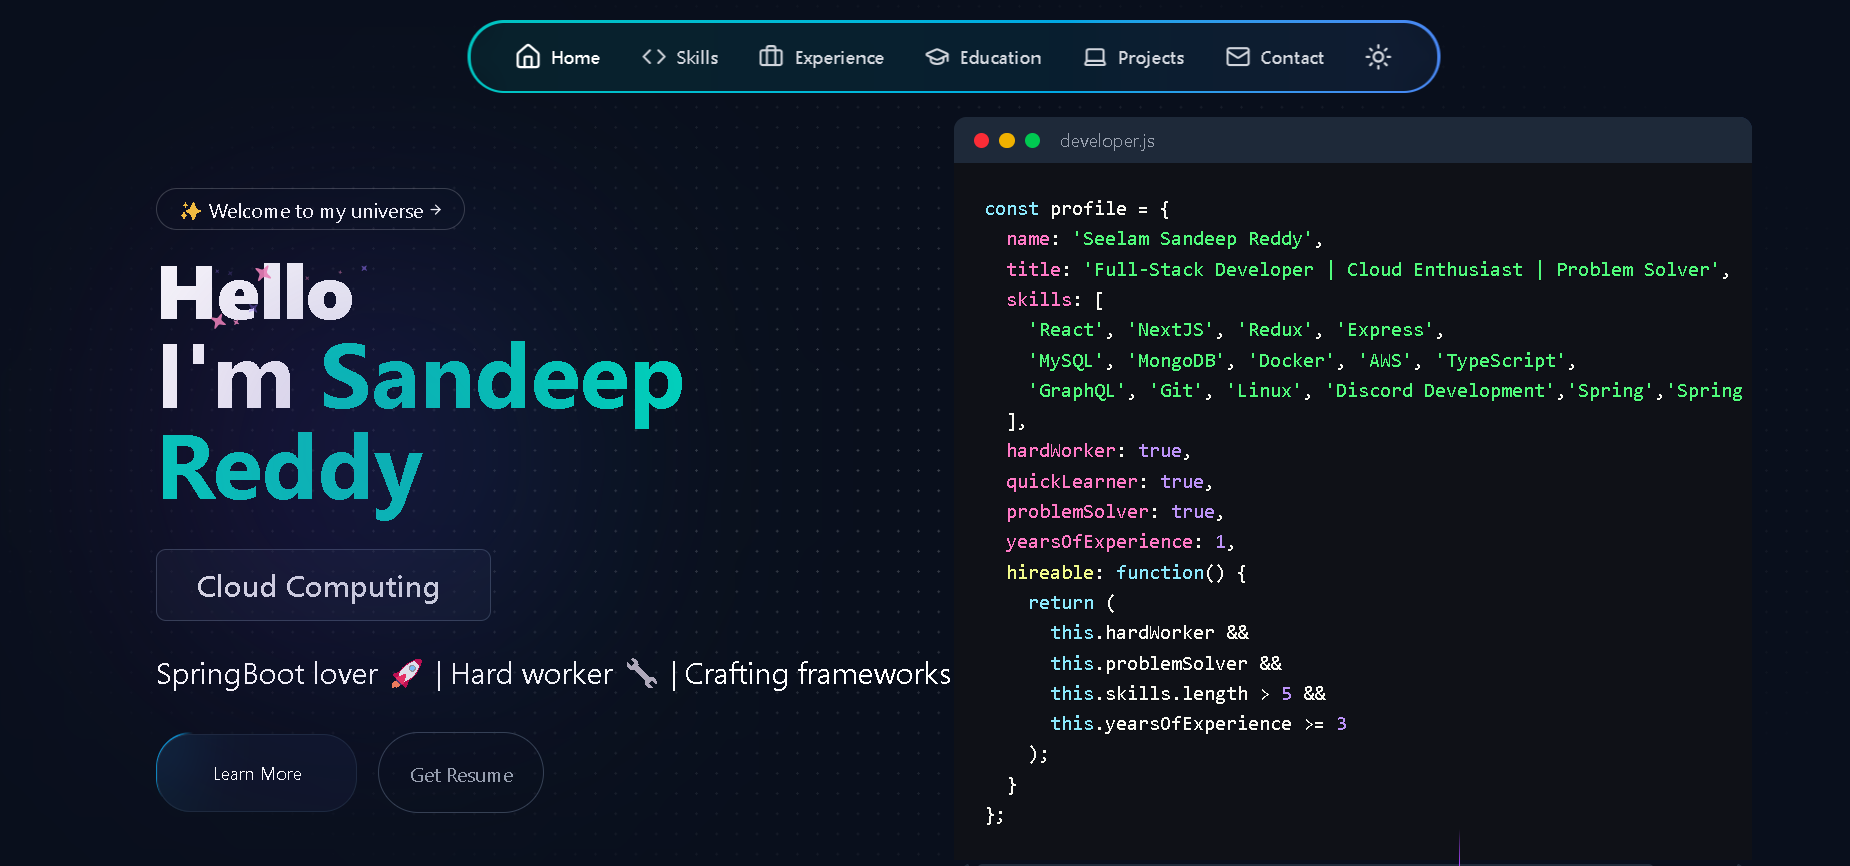 Home Skills Experience Education Projects Contact
✨ Welcome to my universe →
Hello
I'm Sandeep
Reddy
Cloud Computing
SpringBoot lover 🚀 | Hard worker 🔧 | Crafting frameworks
Learn More
Get Resume
developer.js
const profile = {
  name: 'Seelam Sandeep Reddy',
  title: 'Full-Stack Developer | Cloud Enthusiast | Problem Solver',
  skills: [
    'React', 'NextJS', 'Redux', 'Express',
    'MySQL', 'MongoDB', 'Docker', 'AWS', 'TypeScript',
    'GraphQL', 'Git', 'Linux', 'Discord Development','Spring','Spring
  ],
  hardWorker: true,
  quickLearner: true,
  problemSolver: true,
  yearsOfExperience: 1,
  hireable: function() {
    return (
      this.hardWorker &&
      this.problemSolver &&
      this.skills.length > 5 &&
      this.yearsOfExperience >= 3
    );
  }
};